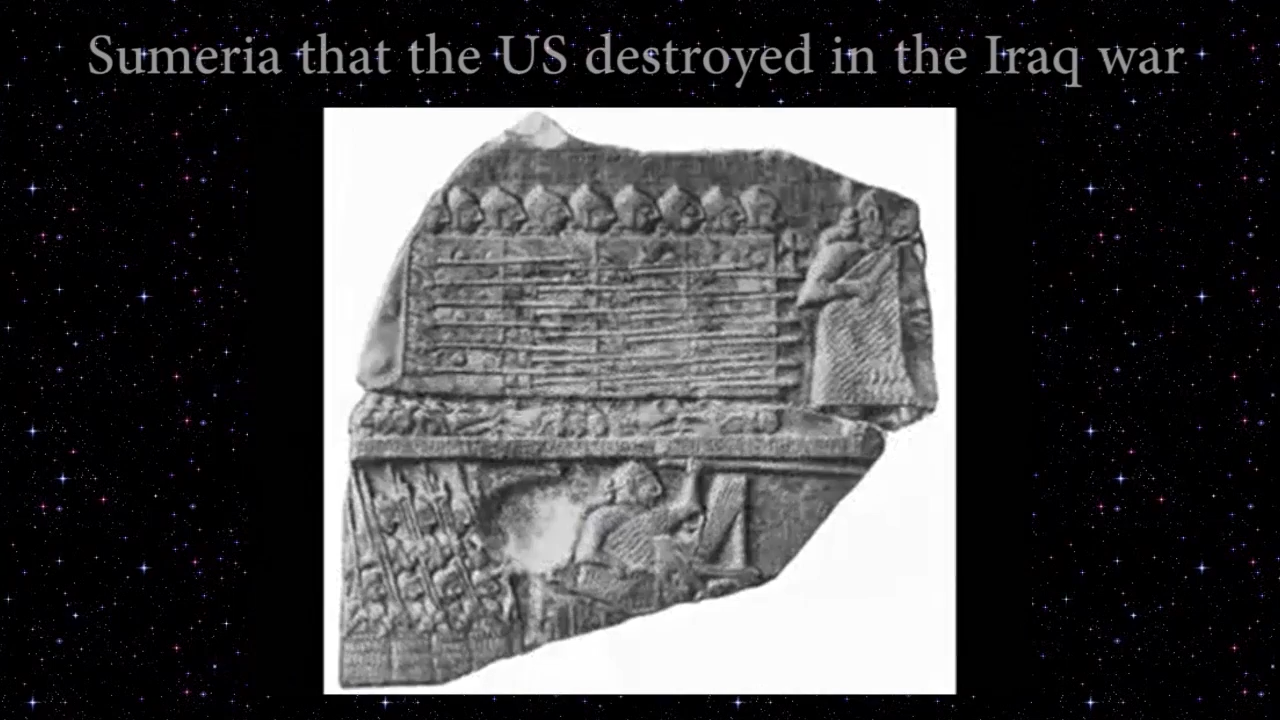 Sumeria that the US destroyed in the Iraq war